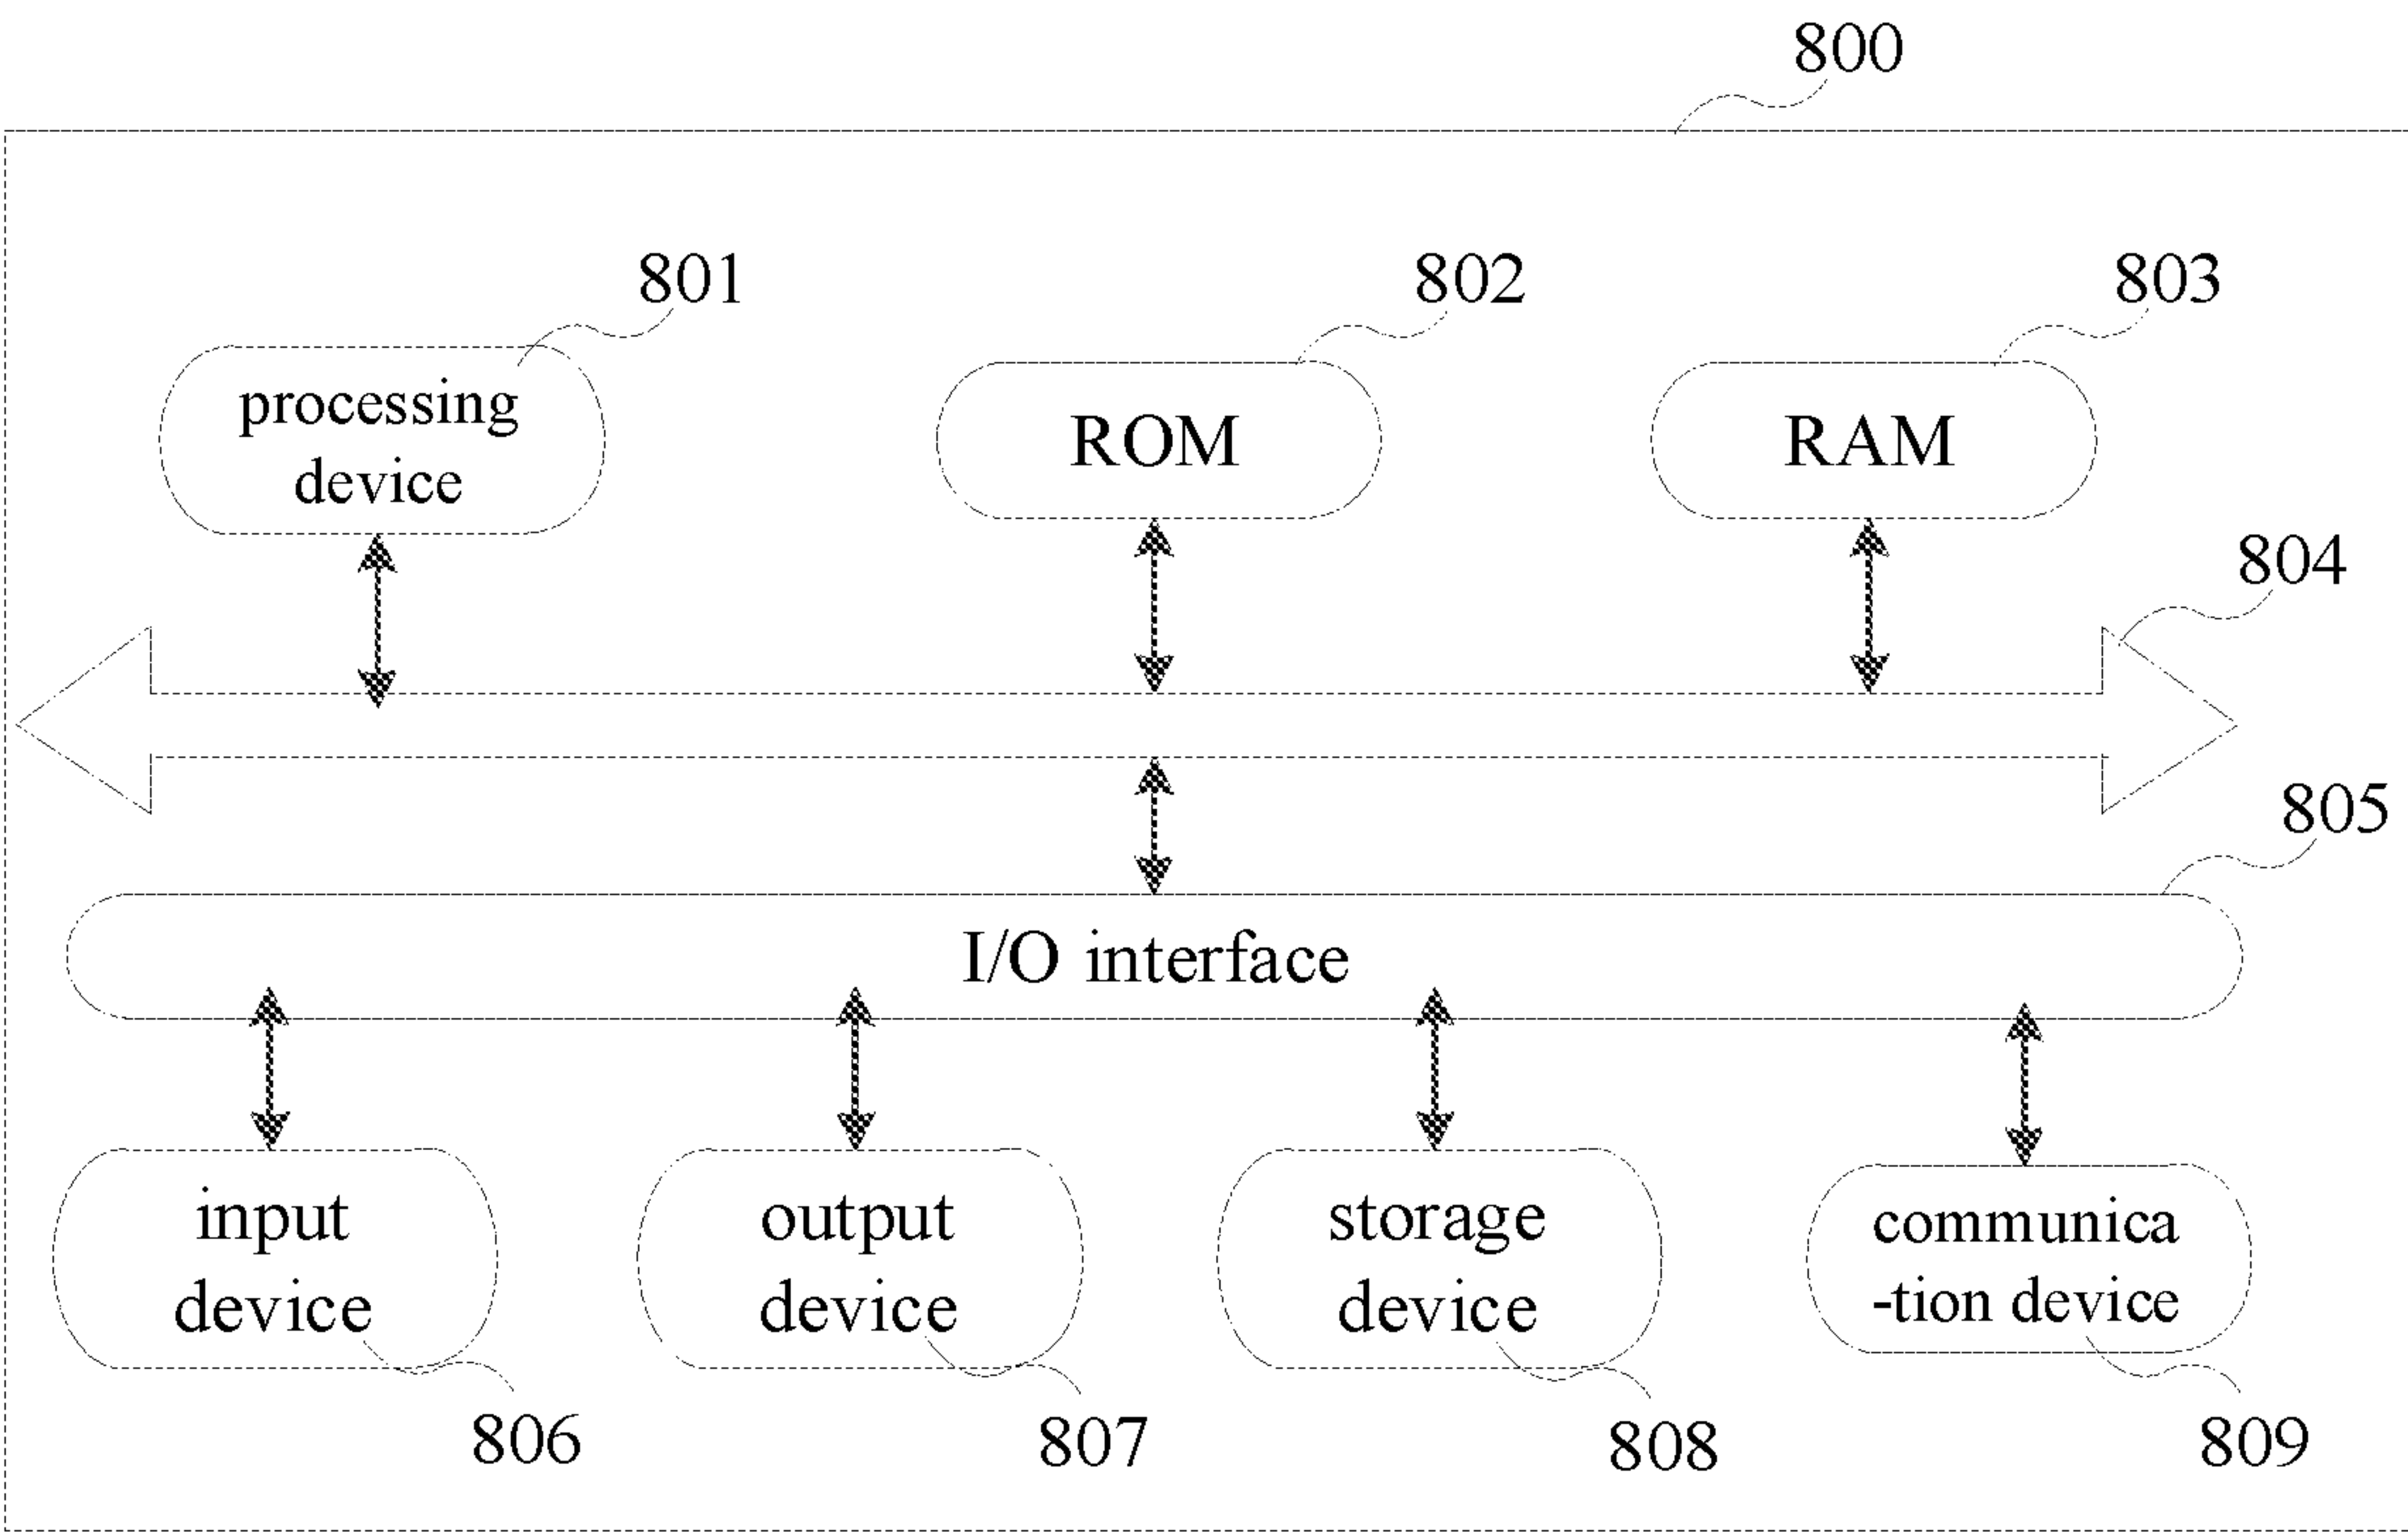 800
801
802
803
processing
device
ROM
RAM
804
805
I/O interface
input
device
output
device
storage
device
communica
-tion device
806
807
808
809